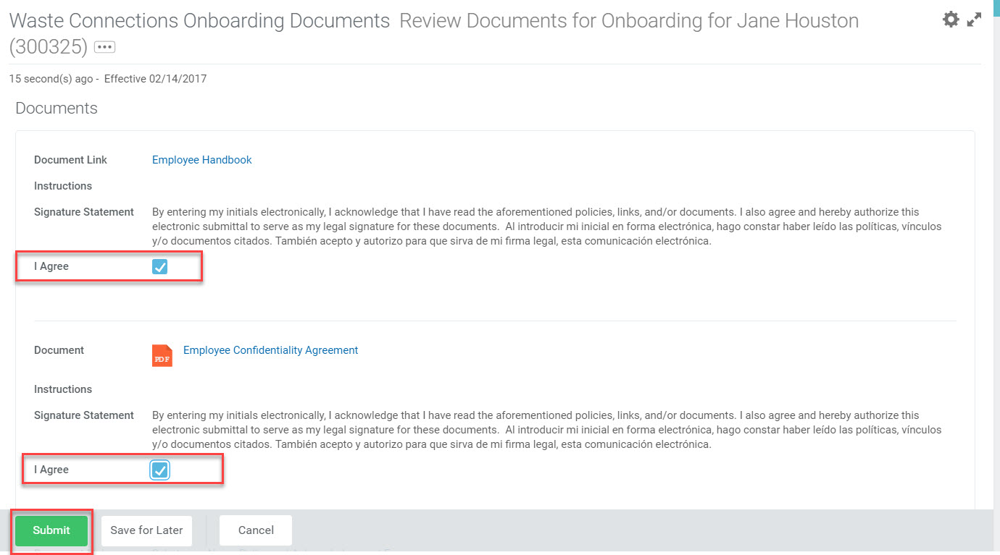 Waste Connections Onboarding Documents Review Documents for Onboarding for Jane Houston
(300325)
15 second(s) ago - Effective 02/14/2017
Documents
Document Link Employee Handbook
Instructions
Signature Statement By entering my initials electronically, I acknowledge that I have read the aforementioned policies, links, and/or documents. I also agree and hereby authorize this
electronic submittal to serve as my legal signature for these documents. Al introducir mi inicial en forma electrónica, hago constar haber leído las políticas, vínculos
y/o documentos citados. También acepto y autorizo para que sirva de mi firma legal, esta comunicación electrónica.
I Agree
Document PDF Employee Confidentiality Agreement
Instructions
Signature Statement By entering my initials electronically, I acknowledge that I have read the aforementioned policies, links, and/or documents. I also agree and hereby authorize this
electronic submittal to serve as my legal signature for these documents. Al introducir mi inicial en forma electrónica, hago constar haber leído las políticas, vínculos
y/o documentos citados. También acepto y autorizo para que sirva de mi firma legal, esta comunicación electrónica.
I Agree
Submit Save for Later Cancel